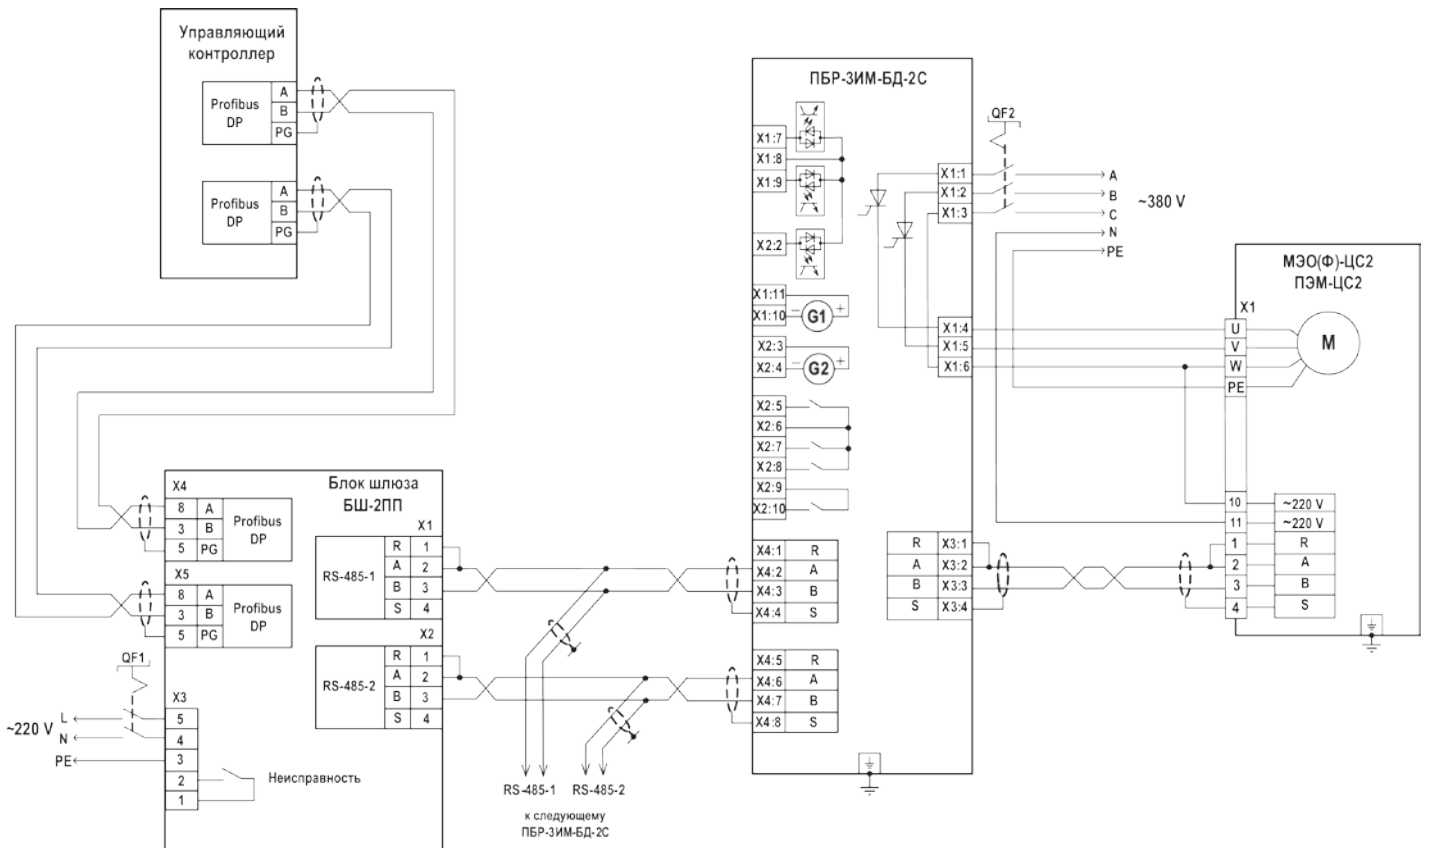 Управляющий
контроллер
Profibus
DP
A
B
PG
Profibus
DP
A
B
PG
ПБР-3ИМ-БД-2С
X1:7
X1:8
X1:9
X2:2
X1:11
X1:10
− G1 +
X2:3
X2:4
− G2 +
X2:5
X2:6
X2:7
X2:8
X2:9
X2:10
X4:1 R
X4:2 A
X4:3 B
X4:4 S
X4:5 R
X4:6 A
X4:7 B
X4:8 S
X1:1
X1:2
X1:3
X1:4
X1:5
X1:6
R X3:1
A X3:2
B X3:3
S X3:4
QF2
A
B
C
N
PE
~380 V
МЭО(Ф)-ЦС2
ПЭМ-ЦС2
X1
U
V
W
PE
M
10 ~220 V
11 ~220 V
1 R
2 A
3 B
4 S
Блок шлюза
БШ-2ПП
X4
8 A
3 B
5 PG
Profibus
DP
X5
8 A
3 B
5 PG
Profibus
DP
X1
RS-485-1
R 1
A 2
B 3
S 4
X2
RS-485-2
R 1
A 2
B 3
S 4
QF1
X3
~220 V
L 5
N 4
PE 3
2
1
Неисправность
RS-485-1 RS-485-2
к следующему
ПБР-3ИМ-БД-2С